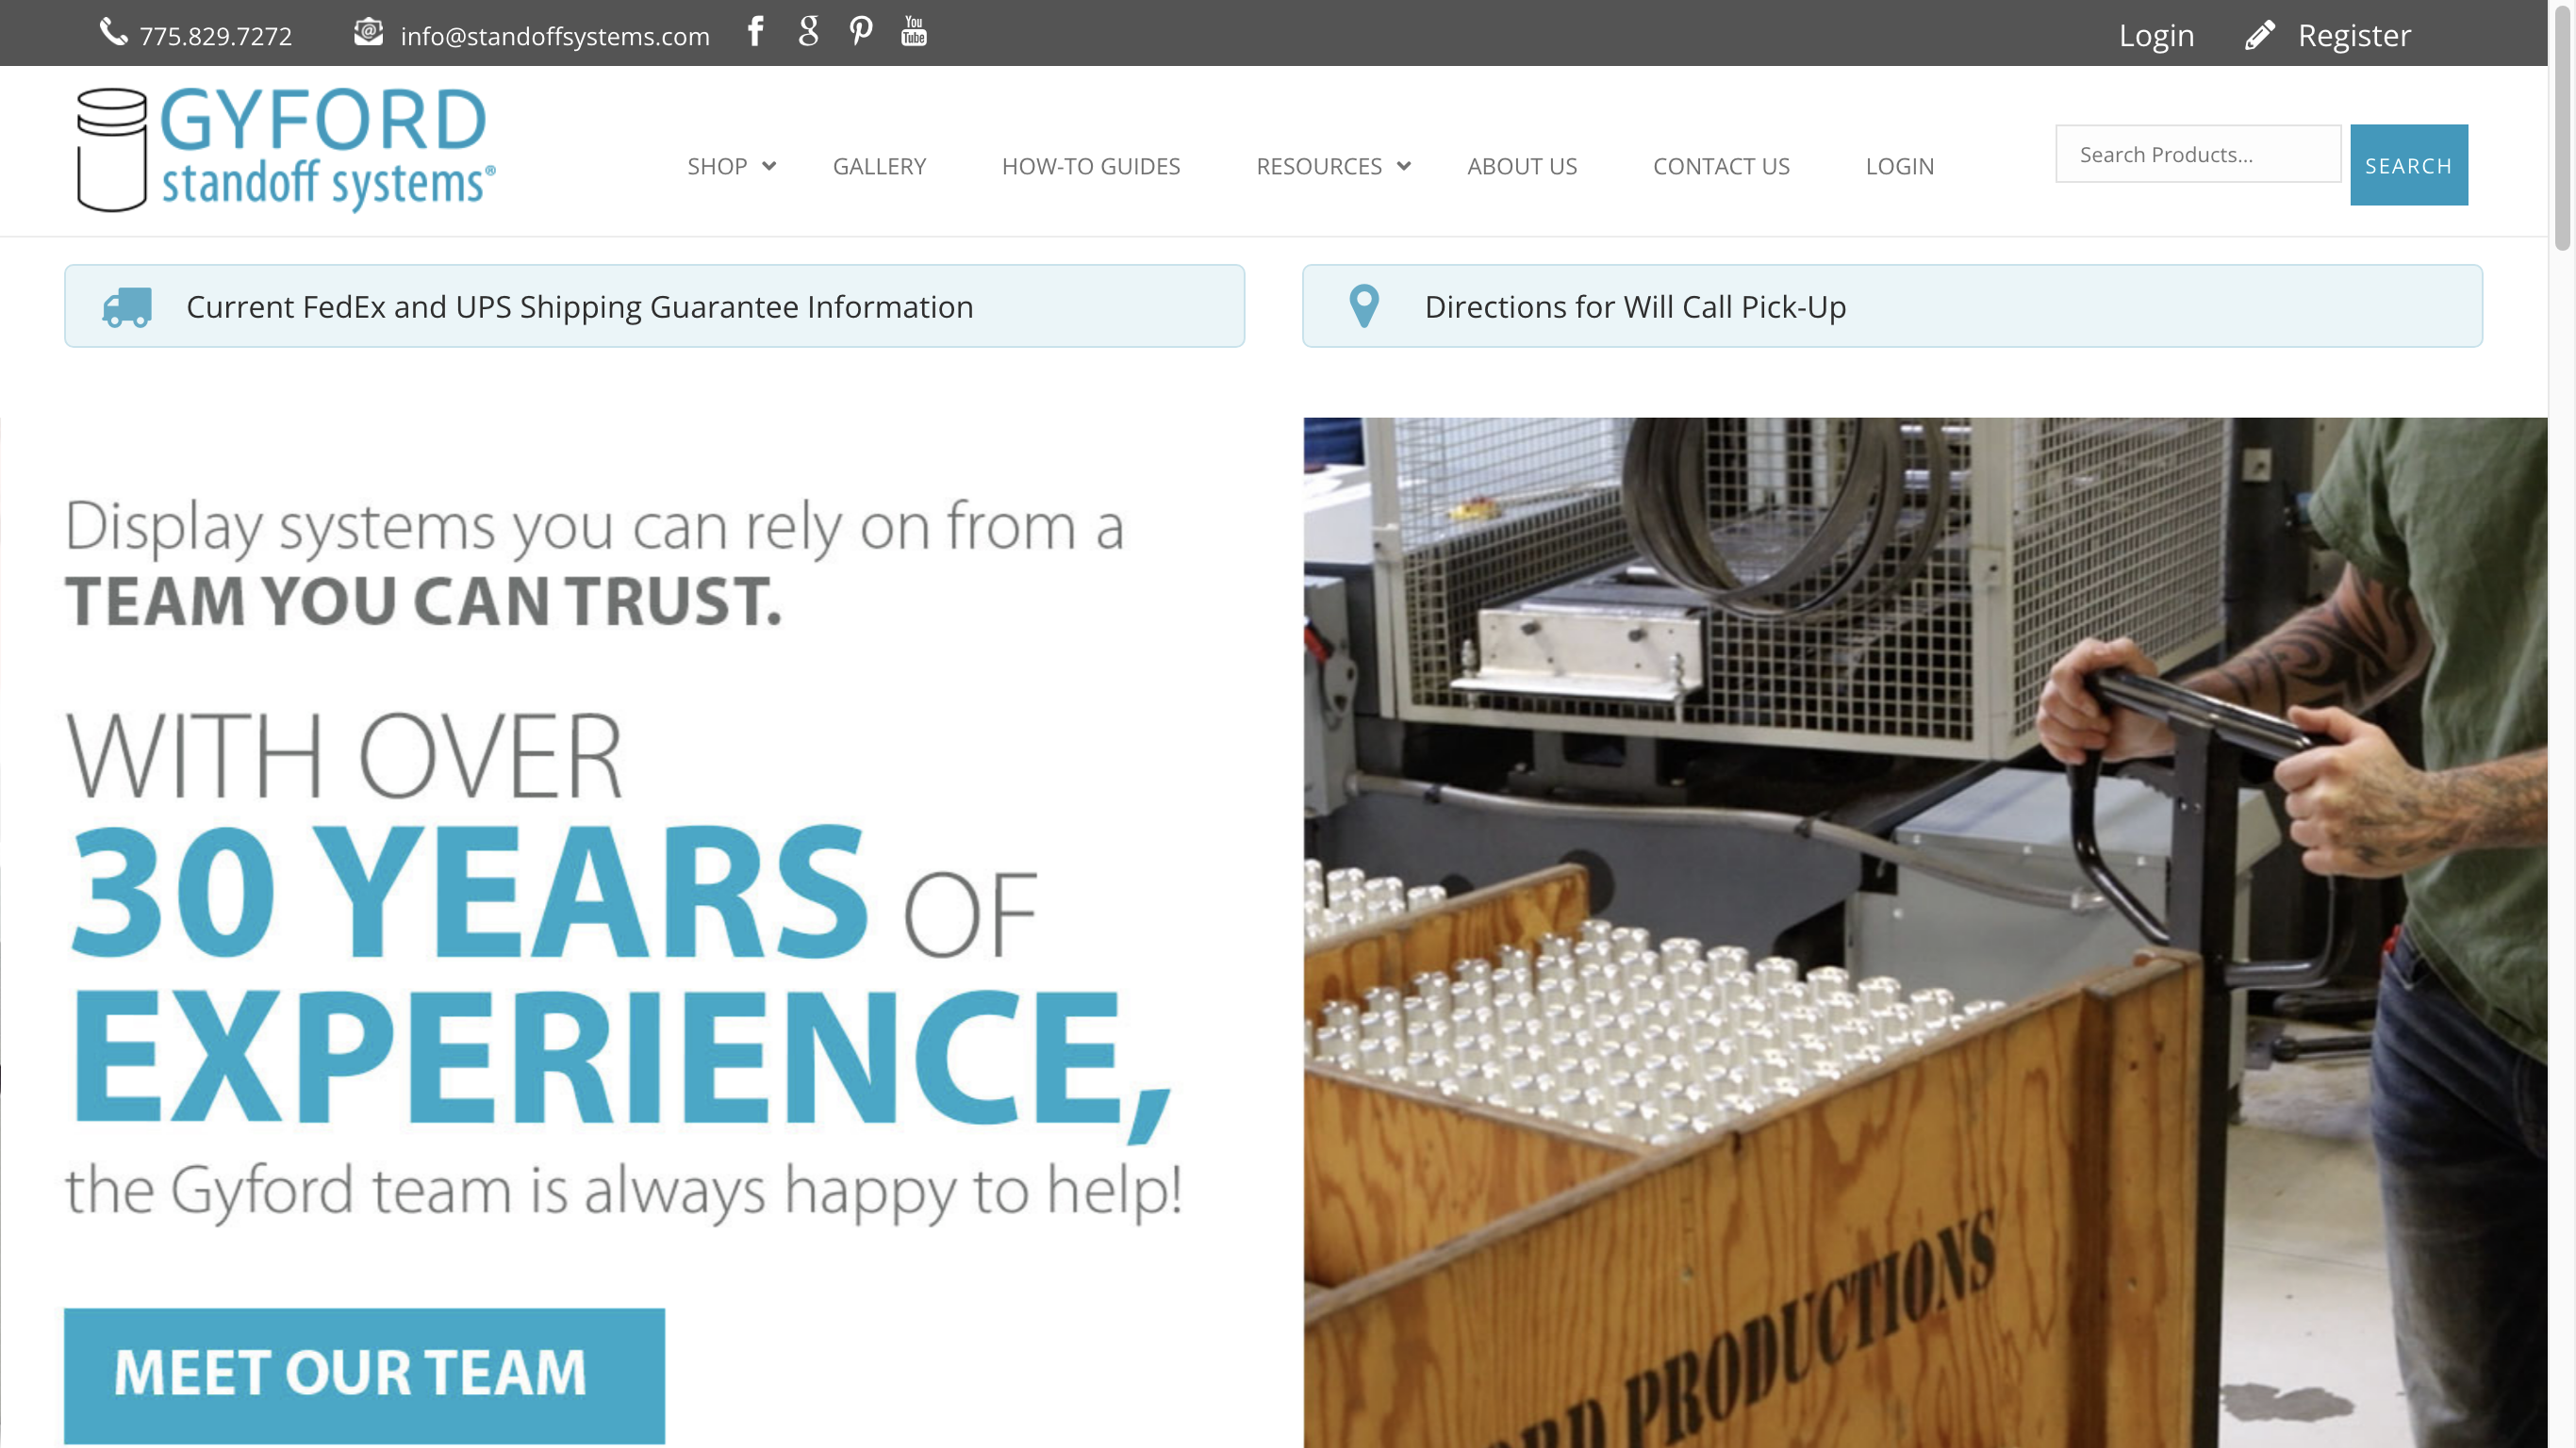 775.829.7272 info@standoffsystems.com You Tube Login Register
GYFORD
standoff systems®
SHOP GALLERY HOW-TO GUIDES RESOURCES ABOUT US CONTACT US LOGIN Search Products... SEARCH
Current FedEx and UPS Shipping Guarantee Information
Directions for Will Call Pick-Up
Display systems you can rely on from a
TEAM YOU CAN TRUST.
WITH OVER
30 YEARS OF
EXPERIENCE,
the Gyford team is always happy to help!
MEET OUR TEAM
PRODUCTIONS